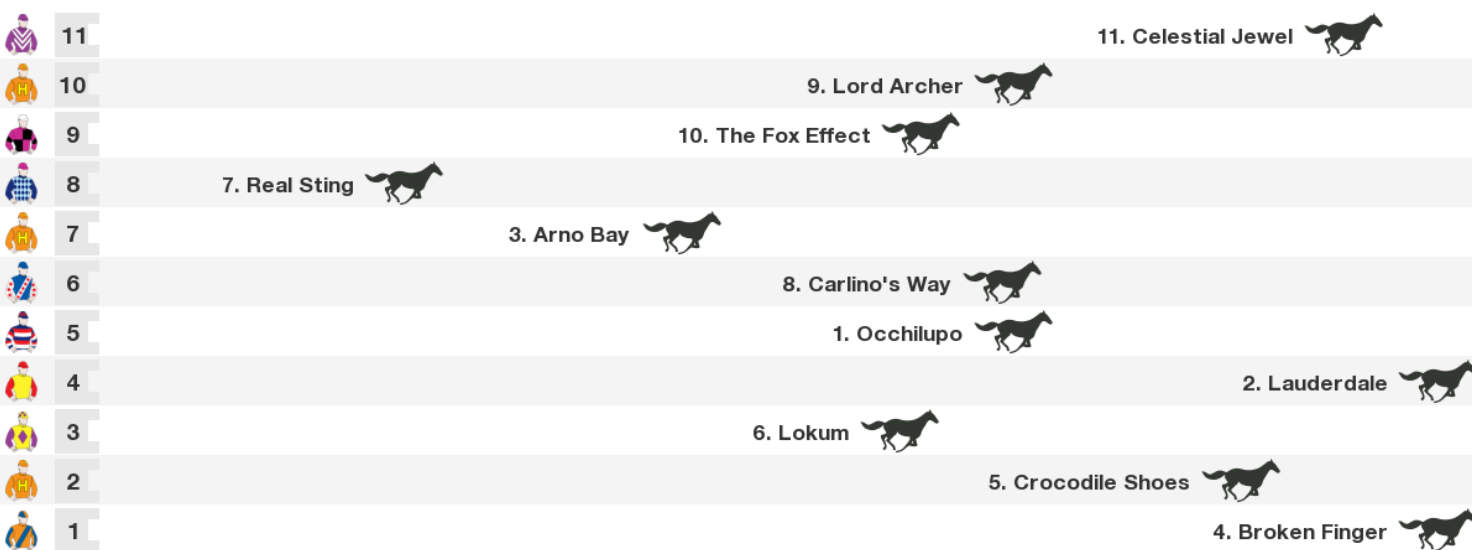 11 11. Celestial Jewel
10 9. Lord Archer
9 10. The Fox Effect
8 7. Real Sting
7 3. Arno Bay
6 8. Carlino's Way
5 1. Occhilupo
4 2. Lauderdale
3 6. Lokum
2 5. Crocodile Shoes
1 4. Broken Finger